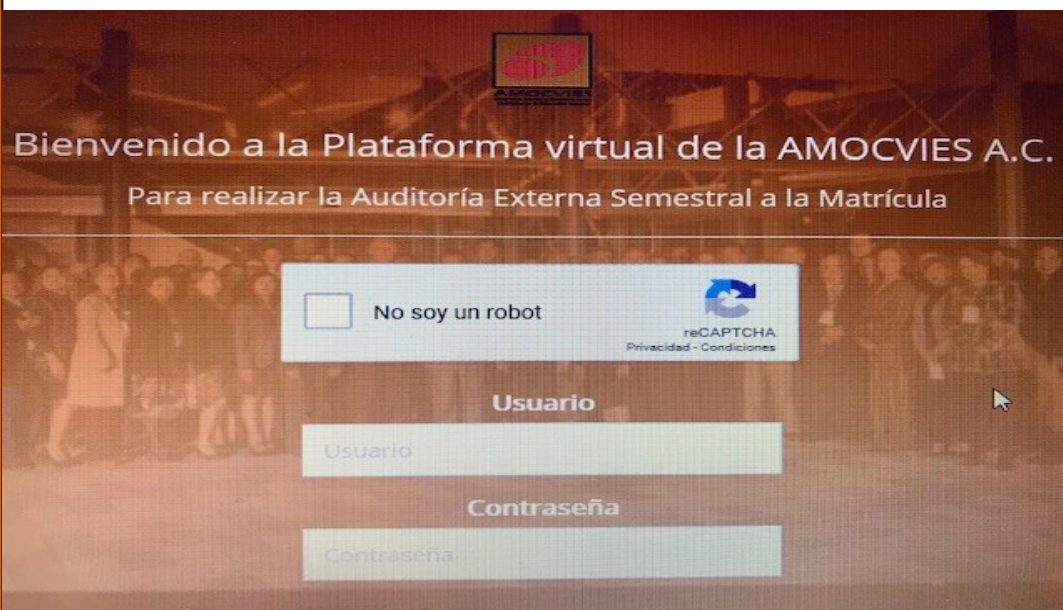 AMOCVIES
Bienvenido a la Plataforma virtual de la AMOCVIES A.C.
Para realizar la Auditoría Externa Semestral a la Matrícula
No soy un robot
reCAPTCHA
Privacidad - Condiciones
Usuario
Usuario
Contraseña
Contraseña